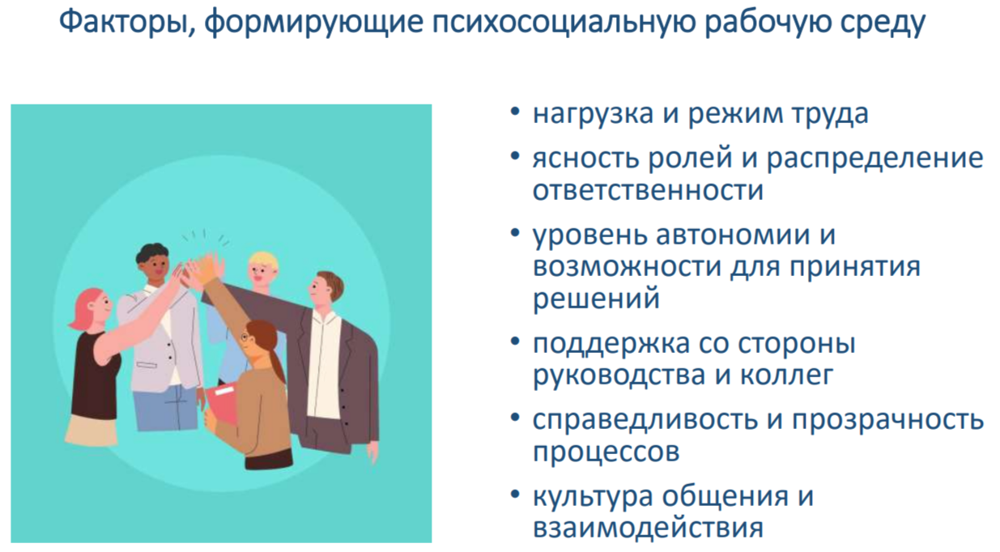 Факторы, формирующие психосоциальную рабочую среду
• нагрузка и режим труда
• ясность ролей и распределение
ответственности
• уровень автономии и
возможности для принятия
решений
• поддержка со стороны
руководства и коллег
• справедливость и прозрачность
процессов
• культура общения и
взаимодействия